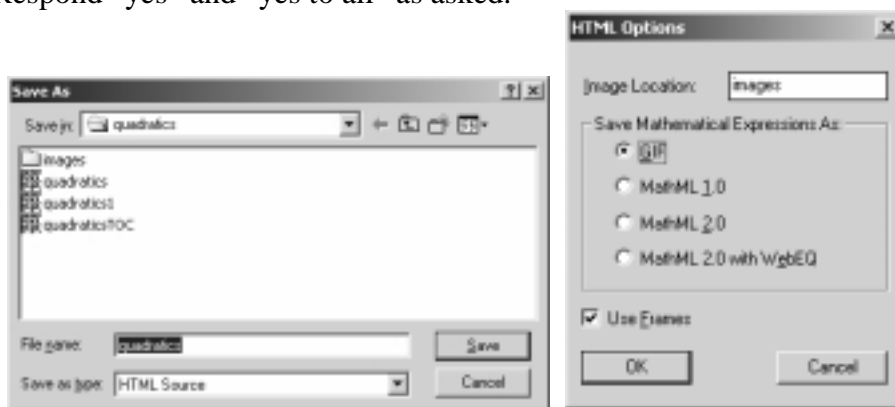 Respond "yes" and "yes to all" as asked.
Save As
Save in: quadratics
images
quadratics
quadratics1
quadraticsTOC
File name: quadratics
Save
Save as type: HTML Source
Cancel
HTML Options
Image Location: images
Save Mathematical Expressions As:
GIF
MathML 1.0
MathML 2.0
MathML 2.0 with WebEQ
Use Frames
OK
Cancel